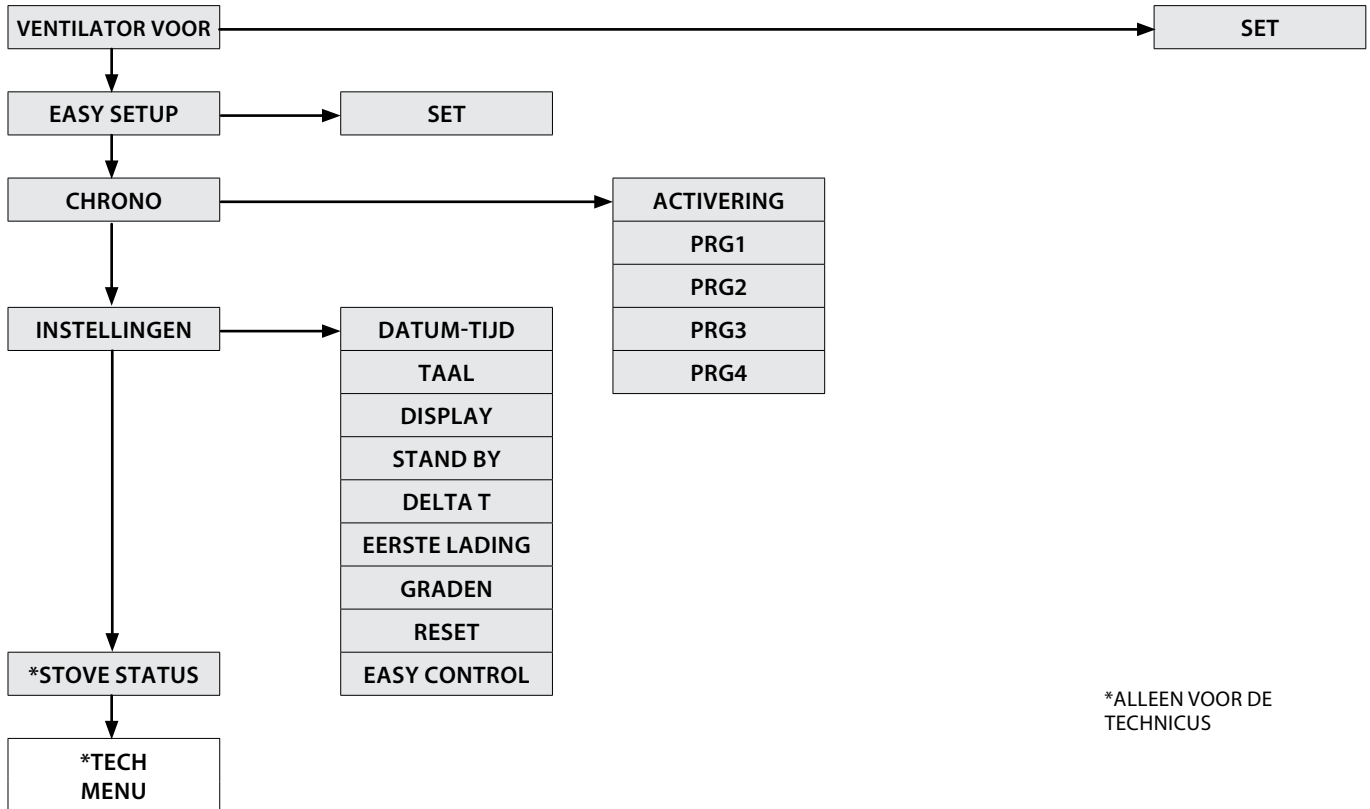 VENTILATOR VOOR
SET
EASY SETUP
SET
CHRONO
ACTIVERING
PRG1
PRG2
PRG3
PRG4
INSTELLINGEN
DATUM-TIJD
TAAL
DISPLAY
STAND BY
DELTA T
EERSTE LADING
GRADEN
RESET
EASY CONTROL
*STOVE STATUS
*TECH
MENU
*ALLEEN VOOR DE
TECHNICUS